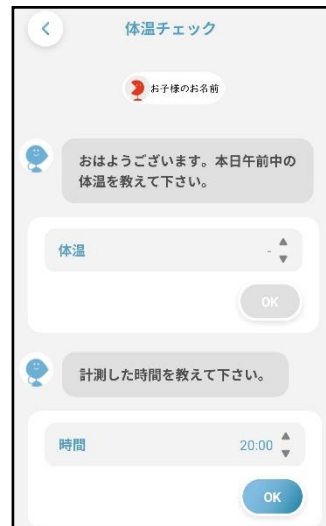 体温チェック
お子様のお名前
おはようございます。本日午前中の
体温を教えて下さい。
体温 -
OK
計測した時間を教えて下さい。
時間 20:00
OK